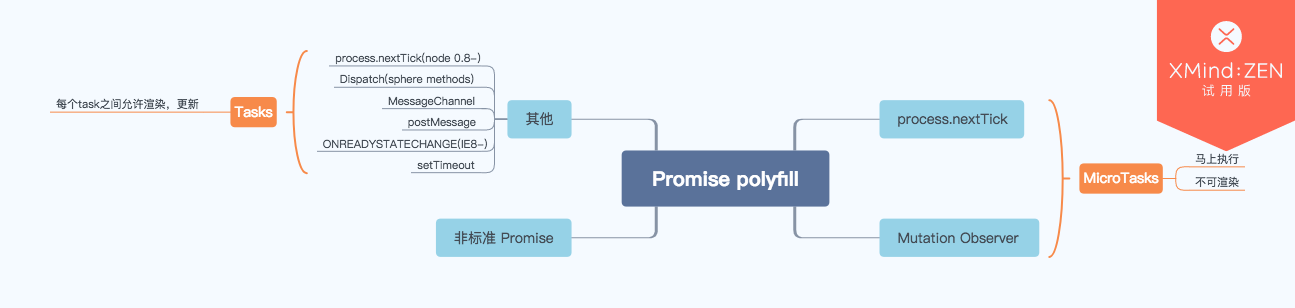 XMind:ZEN
试用版
Promise polyfill
process.nextTick
Mutation Observer
MicroTasks
马上执行
不可渲染
其他
process.nextTick(node 0.8-)
Dispatch(sphere methods)
MessageChannel
postMessage
ONREADYSTATECHANGE(IE8-)
setTimeout
Tasks
每个task之间允许渲染，更新
非标准 Promise